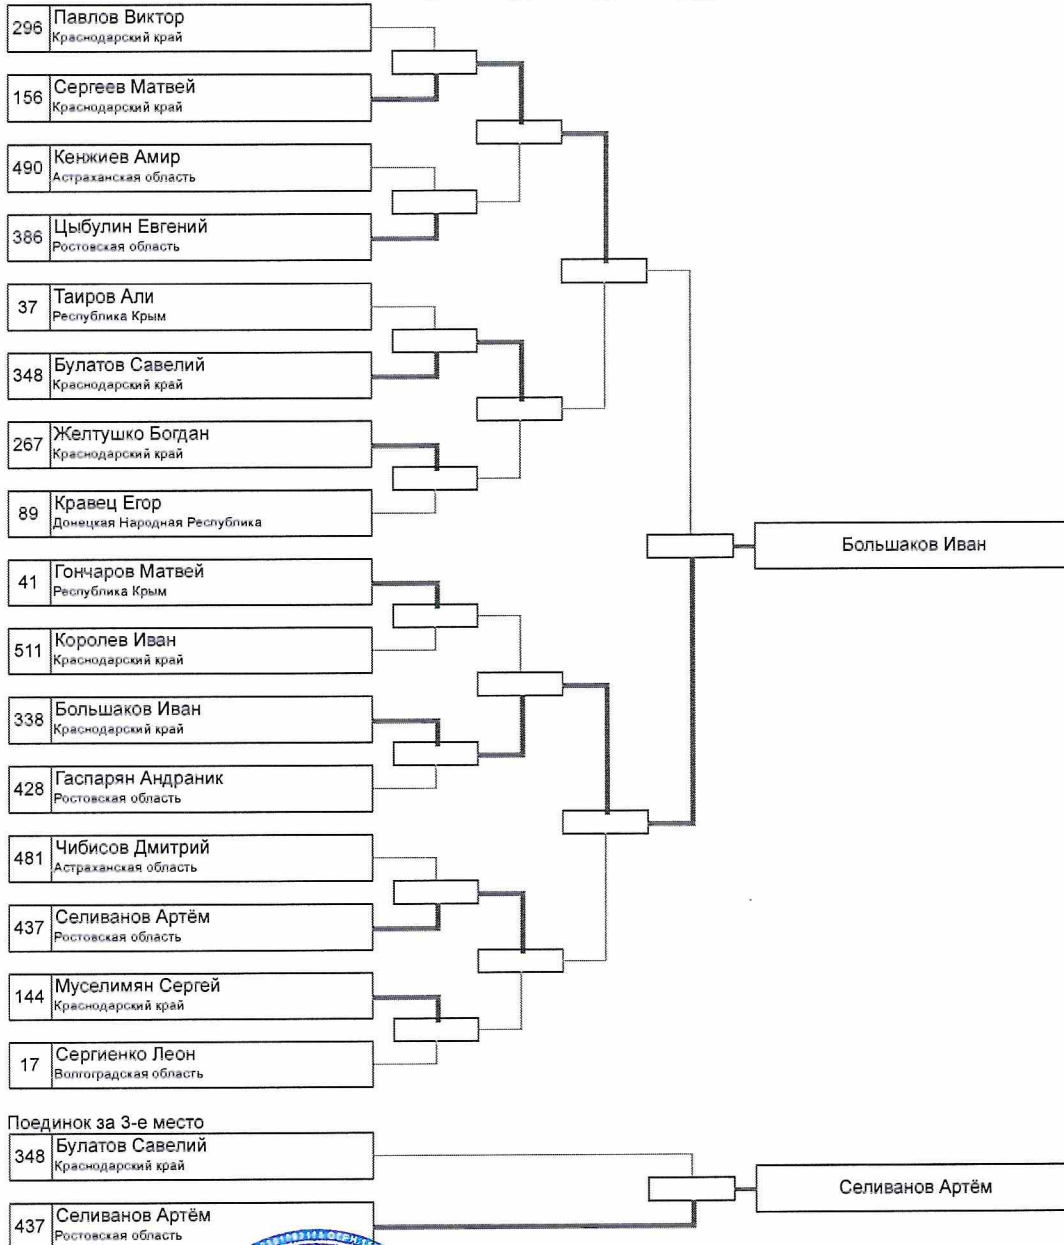 296 Павлов Виктор
Краснодарский край
156 Сергеев Матвей
Краснодарский край
490 Кенжиев Амир
Астраханская область
386 Цыбулин Евгений
Ростовская область
37 Таиров Али
Республика Крым
348 Булатов Савелий
Краснодарский край
267 Желтушко Богдан
Краснодарский край
89 Кравец Егор
Донецкая Народная Республика
Большаков Иван
41 Гончаров Матвей
Республика Крым
511 Королев Иван
Краснодарский край
338 Большаков Иван
Краснодарский край
428 Гаспарян Андраник
Ростовская область
481 Чибисов Дмитрий
Астраханская область
437 Селиванов Артём
Ростовская область
144 Муселимян Сергей
Краснодарский край
17 Сергиенко Леон
Волгоградская область
Поединок за 3-е место
348 Булатов Савелий
Краснодарский край
Селиванов Артём
437 Селиванов Артём
Ростовская область